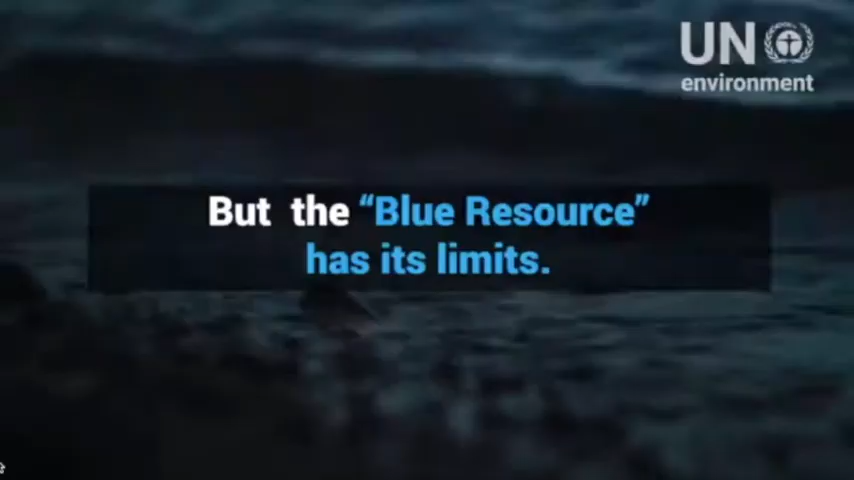 UN
environment
But the “Blue Resource”
has its limits.